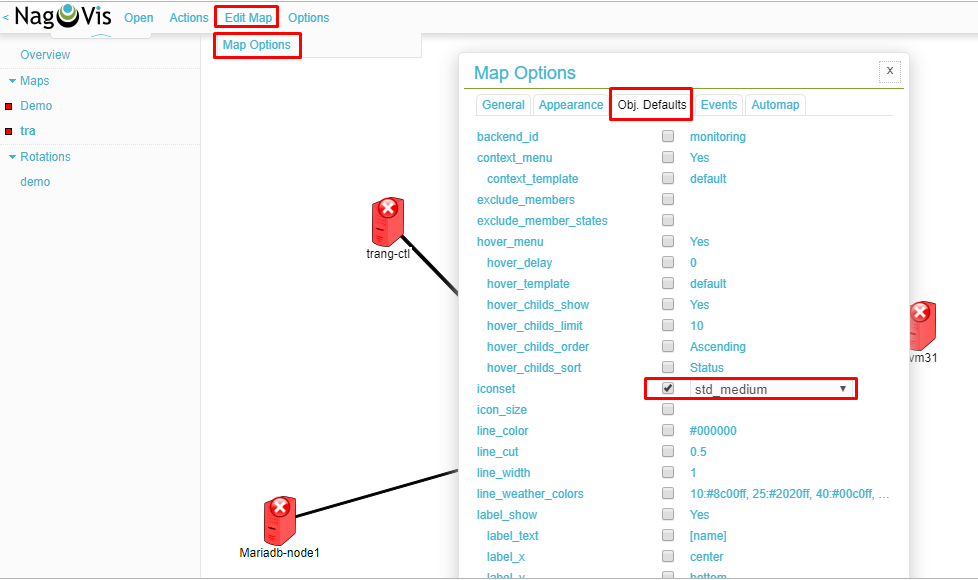 < NagVis Open Actions Edit Map Options
Map Options
Overview
Maps
Demo
tra
Rotations
demo
trang-ctl
Mariadb-node1
vm31
Map Options x
General Appearance Obj. Defaults Events Automap
backend_id monitoring
context_menu Yes
context_template default
exclude_members
exclude_member_states
hover_menu Yes
hover_delay 0
hover_template default
hover_childs_show Yes
hover_childs_limit 10
hover_childs_order Ascending
hover_childs_sort Status
iconset std_medium
icon_size
line_color #000000
line_cut 0.5
line_width 1
line_weather_colors 10:#8c00ff, 25:#2020ff, 40:#00c0ff, ...
label_show Yes
label_text [name]
label_x center
label_y bottom